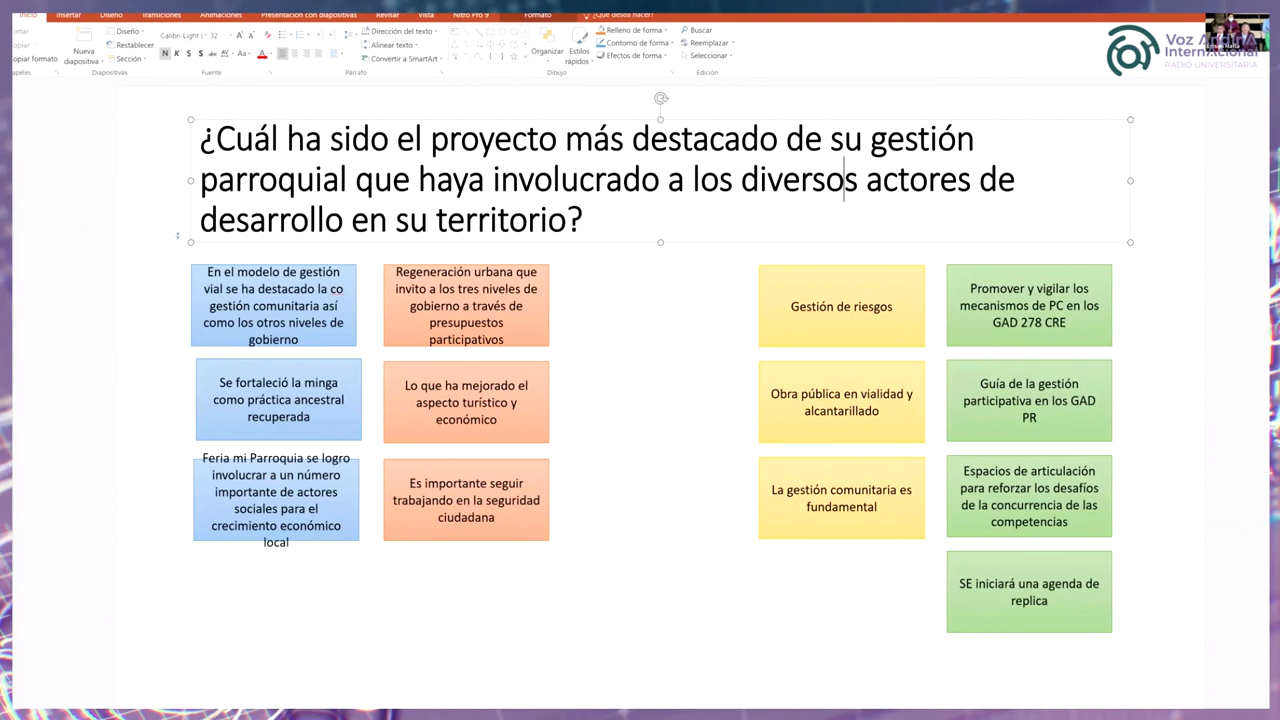 Inicio Insertar Diseño Transiciones Animaciones Presentación con diapositivas Revisar Vista Nitro Pro 9 Formato ¿Qué desea hacer?
Nueva
diapositiva
Diseño
Restablecer
Sección
Diapositivas
Calibri Light 32
N K S S
Aa
A
Fuente
Dirección del texto
Alinear texto
Convertir a SmartArt
Párrafo
Organizar
Estilos
rápidos
Relleno de forma
Contorno de forma
Efectos de forma
Dibujo
Buscar
Reemplazar
Seleccionar
Edición
RADIO UNIVERSITARIA
¿Cuál ha sido el proyecto más destacado de su gestión
parroquial que haya involucrado a los diversos actores de
desarrollo en su territorio?
En el modelo de gestión
vial se ha destacado la co
gestión comunitaria así
como los otros niveles de
gobierno
Se fortaleció la minga
como práctica ancestral
recuperada
Feria mi Parroquia se logro
involucrar a un número
importante de actores
sociales para el
crecimiento económico
local
Regeneración urbana que
invito a los tres niveles de
gobierno a través de
presupuestos
participativos
Lo que ha mejorado el
aspecto turístico y
económico
Es importante seguir
trabajando en la seguridad
ciudadana
Gestión de riesgos
Obra pública en vialidad y
alcantarillado
La gestión comunitaria es
fundamental
Promover y vigilar los
mecanismos de PC en los
GAD 278 CRE
Guía de la gestión
participativa en los GAD
PR
Espacios de articulación
para reforzar los desafíos
de la concurrencia de las
competencias
SE iniciará una agenda de
replica